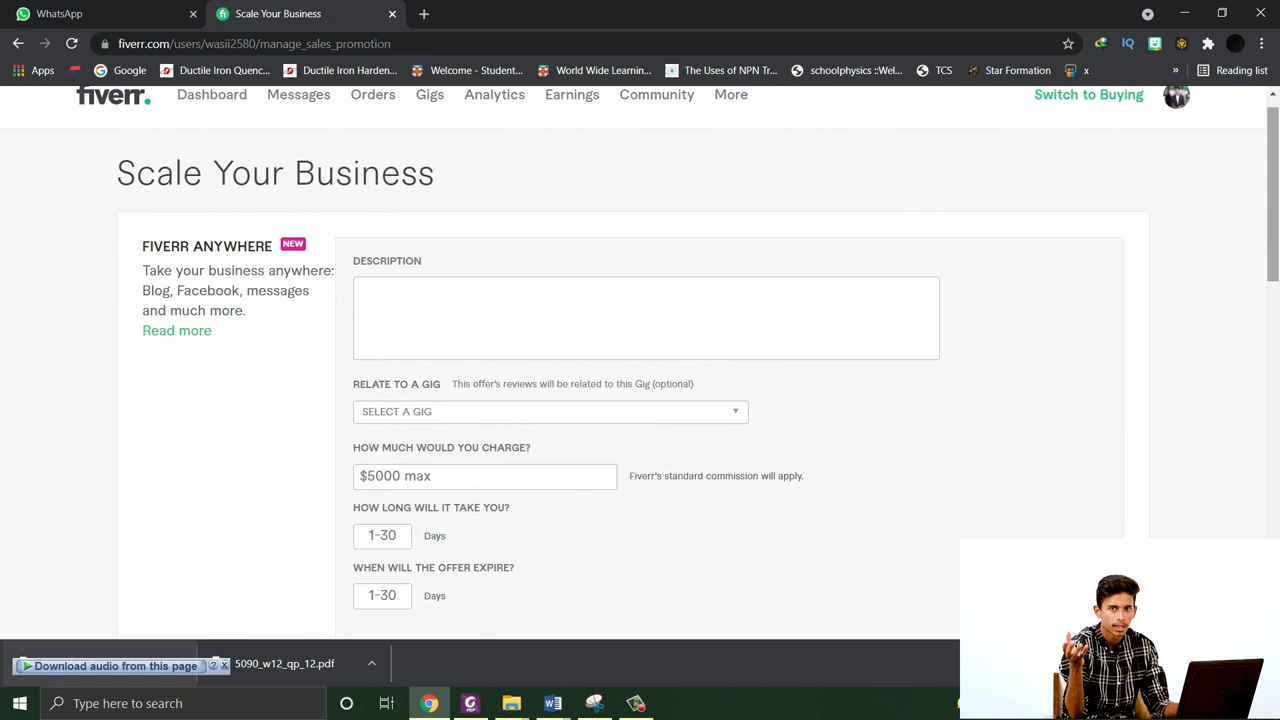 WhatsApp
Scale Your Business
fiverr.com/users/wasii2580/manage_sales_promotion
Apps
Google
Ductile Iron Quenc...
Ductile Iron Harden...
Welcome - Student...
World Wide Learnin...
The Uses of NPN Tr...
schoolphysics ::Wel...
TCS
Star Formation
x
»
Reading list
fiverr.
Dashboard
Messages
Orders
Gigs
Analytics
Earnings
Community
More
Switch to Buying
Scale Your Business
FIVERR ANYWHERE NEW
Take your business anywhere:
Blog, Facebook, messages
and much more.
Read more
DESCRIPTION
RELATE TO A GIG This offer's reviews will be related to this Gig (optional)
SELECT A GIG
HOW MUCH WOULD YOU CHARGE?
$5000 max Fiverr's standard commission will apply.
HOW LONG WILL IT TAKE YOU?
1-30 Days
WHEN WILL THE OFFER EXPIRE?
1-30 Days
Download audio from this page ? x
5090_w12_qp_12.pdf
Type here to search